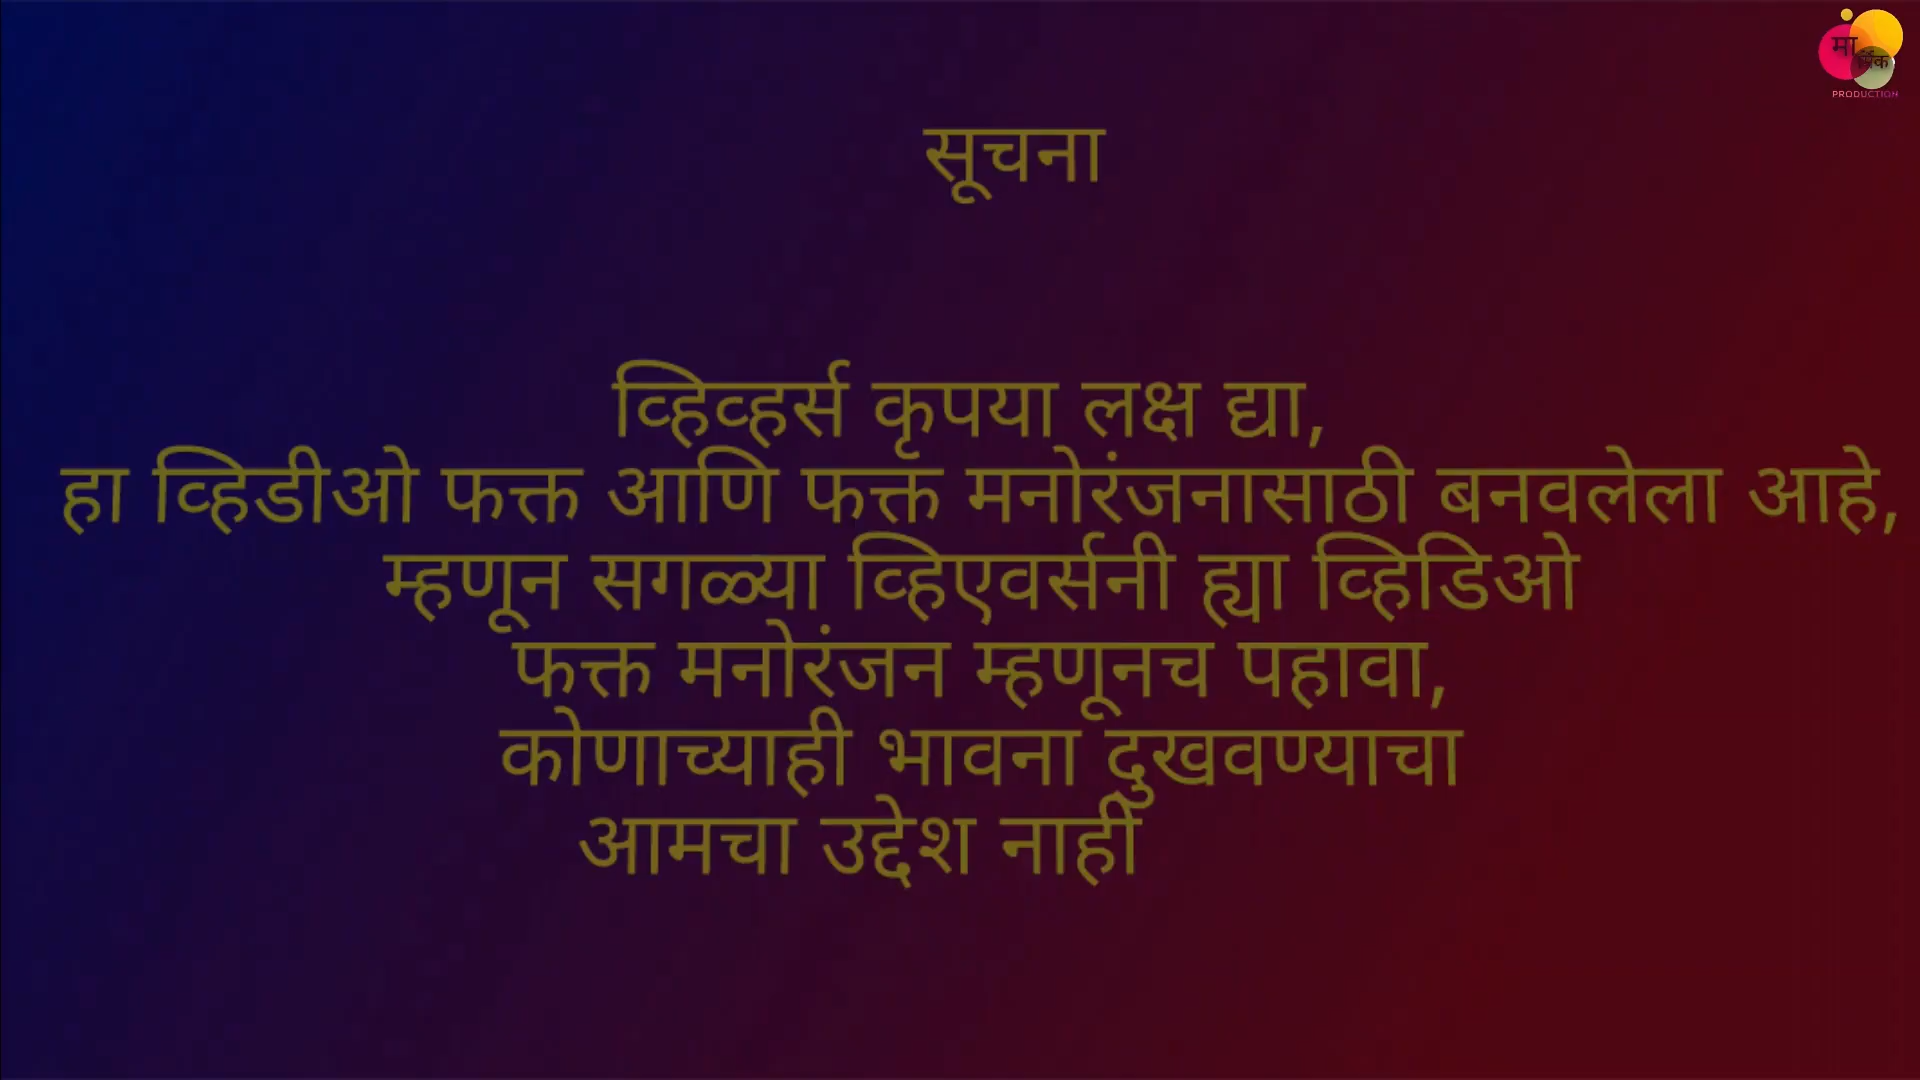 मार्मिक
PRODUCTION
सूचना
व्हिव्हर्स कृपया लक्ष द्या,
हा व्हिडीओ फक्त आणि फक्त मनोरंजनासाठी बनवलेला आहे,
म्हणून सगळ्या व्हिएवर्सनी ह्या व्हिडिओ
फक्त मनोरंजन म्हणूनच पहावा,
कोणाच्याही भावना दुखवण्याचा
आमचा उद्देश नाही